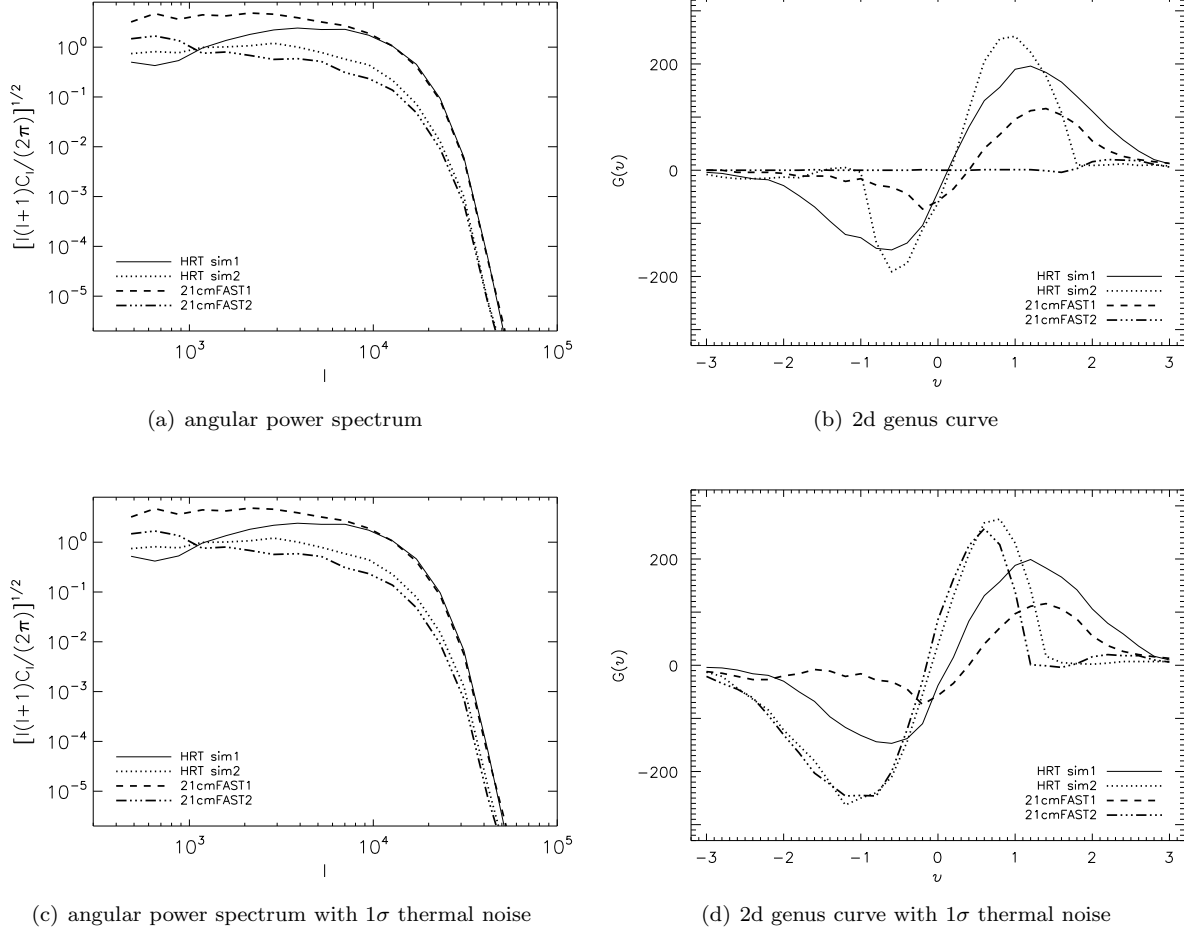 [l(l+1)C_l/(2π)]^{1/2}
10^0
10^{-1}
10^{-2}
10^{-3}
10^{-4}
10^{-5}
HRT sim1
HRT sim2
21cmFAST1
21cmFAST2
10^3 10^4 10^5
l
(a) angular power spectrum
G(υ)
200
0
−200
HRT sim1
HRT sim2
21cmFAST1
21cmFAST2
−3 −2 −1 0 1 2 3
υ
(b) 2d genus curve
[l(l+1)C_l/(2π)]^{1/2}
10^0
10^{-1}
10^{-2}
10^{-3}
10^{-4}
10^{-5}
HRT sim1
HRT sim2
21cmFAST1
21cmFAST2
10^3 10^4 10^5
l
(c) angular power spectrum with 1σ thermal noise
G(υ)
200
0
−200
HRT sim1
HRT sim2
21cmFAST1
21cmFAST2
−3 −2 −1 0 1 2 3
υ
(d) 2d genus curve with 1σ thermal noise